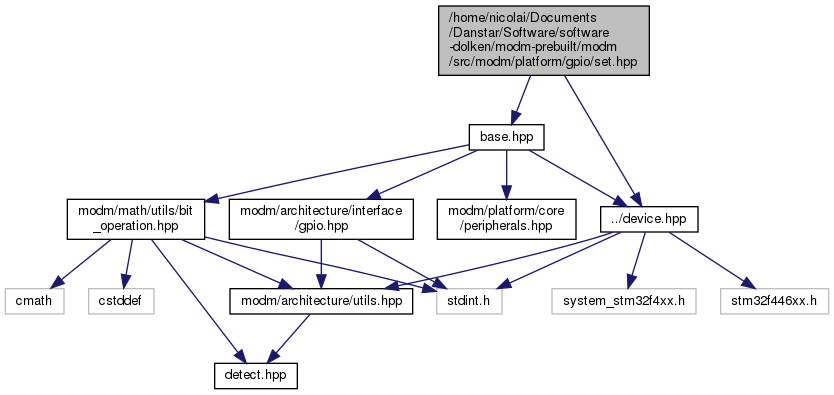 /home/nicolai/Documents
/Danstar/Software/software
-dolken/modm-prebuilt/modm
/src/modm/platform/gpio/set.hpp
base.hpp
modm/math/utils/bit
_operation.hpp
modm/architecture/interface
/gpio.hpp
modm/platform/core
/peripherals.hpp
../device.hpp
cmath
cstddef
modm/architecture/utils.hpp
stdint.h
system_stm32f4xx.h
stm32f446xx.h
detect.hpp